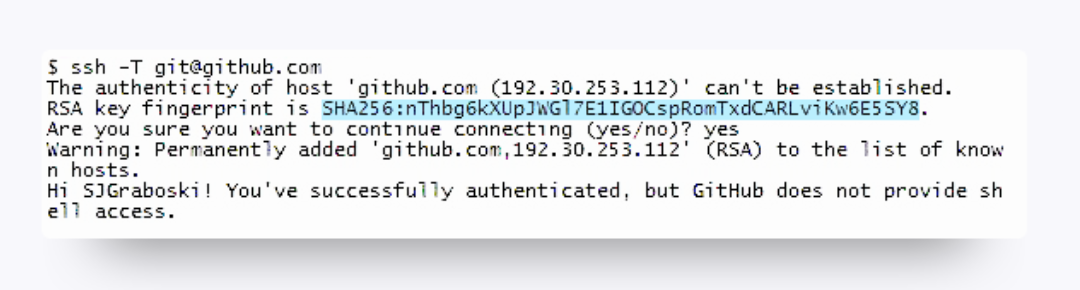 $ ssh -T git@github.com
The authenticity of host 'github.com (192.30.253.112)' can't be established.
RSA key fingerprint is SHA256:nThbg6kXUpJWGl7E1IGOCspRomTxdCARLviKw6E5SY8.
Are you sure you want to continue connecting (yes/no)? yes
Warning: Permanently added 'github.com,192.30.253.112' (RSA) to the list of know
n hosts.
Hi SJGraboski! You've successfully authenticated, but GitHub does not provide sh
ell access.